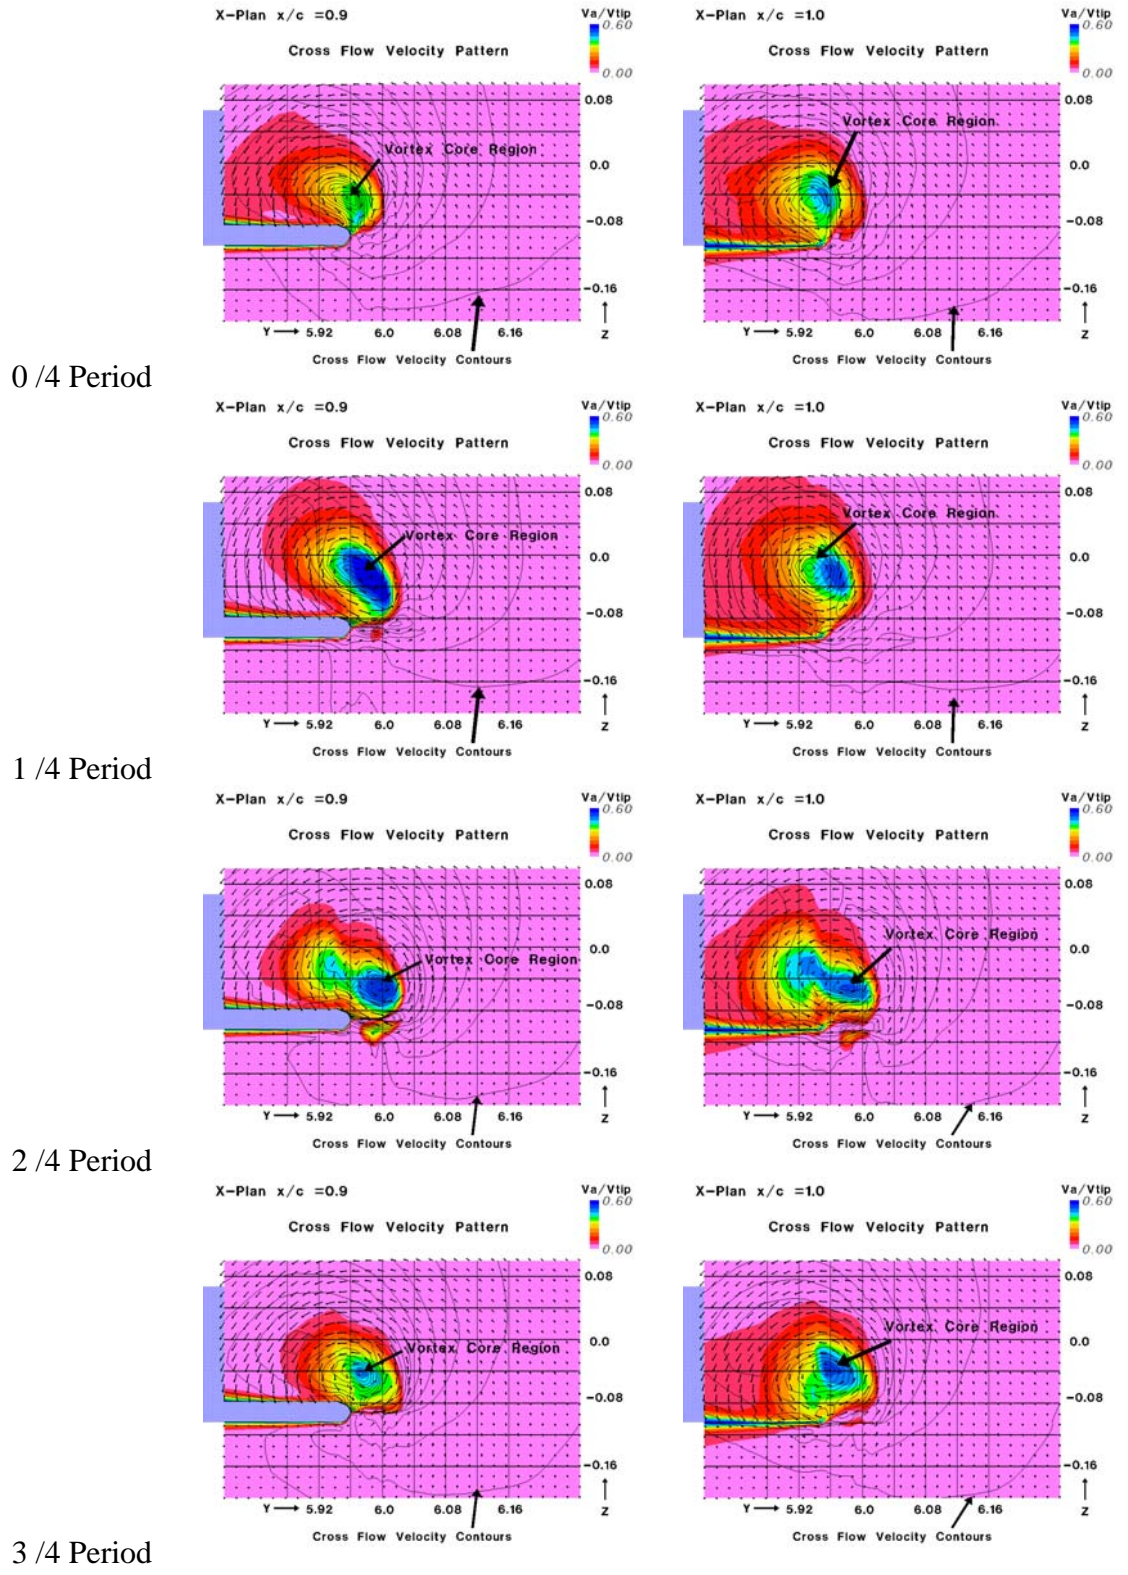 X-Plan x/c =0.9
Va/Vtip
0.60
0.00
Cross Flow Velocity Pattern
Vortex Core Region
0.08
0.0
-0.08
-0.16
Y 5.92 6.0 6.08 6.16
Z
Cross Flow Velocity Contours
X-Plan x/c =1.0
Va/Vtip
0.60
0.00
Cross Flow Velocity Pattern
Vortex Core Region
0.08
0.0
-0.08
-0.16
Y 5.92 6.0 6.08 6.16
Z
Cross Flow Velocity Contours
0 /4 Period
X-Plan x/c =0.9
Va/Vtip
0.60
0.00
Cross Flow Velocity Pattern
Vortex Core Region
0.08
0.0
-0.08
-0.16
Y 5.92 6.0 6.08 6.16
Z
Cross Flow Velocity Contours
X-Plan x/c =1.0
Va/Vtip
0.60
0.00
Cross Flow Velocity Pattern
Vortex Core Region
0.08
0.0
-0.08
-0.16
Y 5.92 6.0 6.08 6.16
Z
Cross Flow Velocity Contours
1 /4 Period
X-Plan x/c =0.9
Va/Vtip
0.60
0.00
Cross Flow Velocity Pattern
Vortex Core Region
0.08
0.0
-0.08
-0.16
Y 5.92 6.0 6.08 6.16
Z
Cross Flow Velocity Contours
X-Plan x/c =1.0
Va/Vtip
0.60
0.00
Cross Flow Velocity Pattern
Vortex Core Region
0.08
0.0
-0.08
-0.16
Y 5.92 6.0 6.08 6.16
Z
Cross Flow Velocity Contours
2 /4 Period
X-Plan x/c =0.9
Va/Vtip
0.60
0.00
Cross Flow Velocity Pattern
Vortex Core Region
0.08
0.0
-0.08
-0.16
Y 5.92 6.0 6.08 6.16
Z
Cross Flow Velocity Contours
X-Plan x/c =1.0
Va/Vtip
0.60
0.00
Cross Flow Velocity Pattern
Vortex Core Region
0.08
0.0
-0.08
-0.16
Y 5.92 6.0 6.08 6.16
Z
Cross Flow Velocity Contours
3 /4 Period